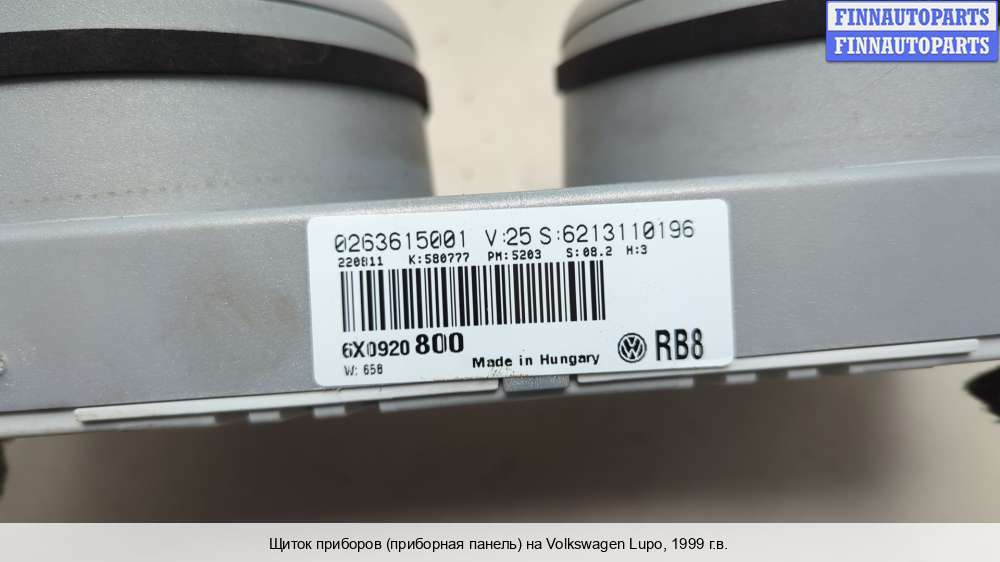 FINNAUTOPARTS
FINNAUTOPARTS
0263615001 V:25 S:6213110196
220811 K:580777 PM:5203 S:08.2 H:3
6X0920 800
Made in Hungary
RB8
W: 658
Щиток приборов (приборная панель) на Volkswagen Lupo, 1999 г.в.